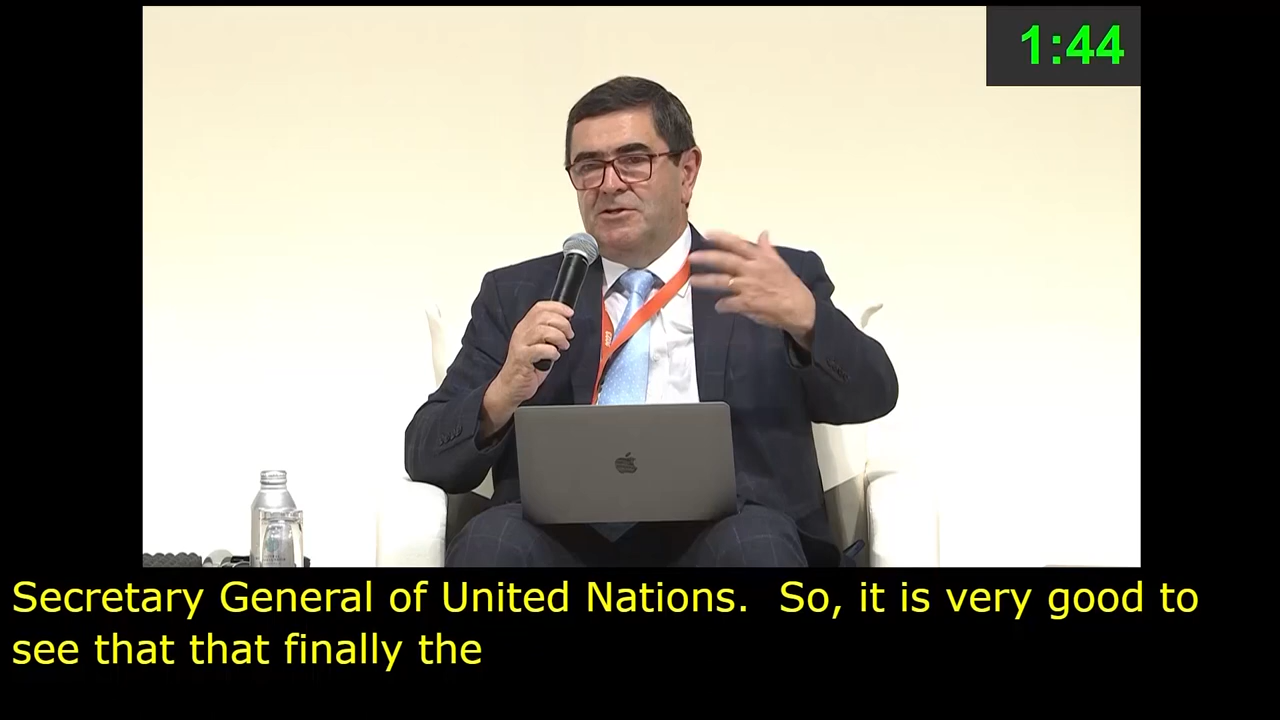 1:44
Secretary General of United Nations.  So, it is very good to
see that that finally the